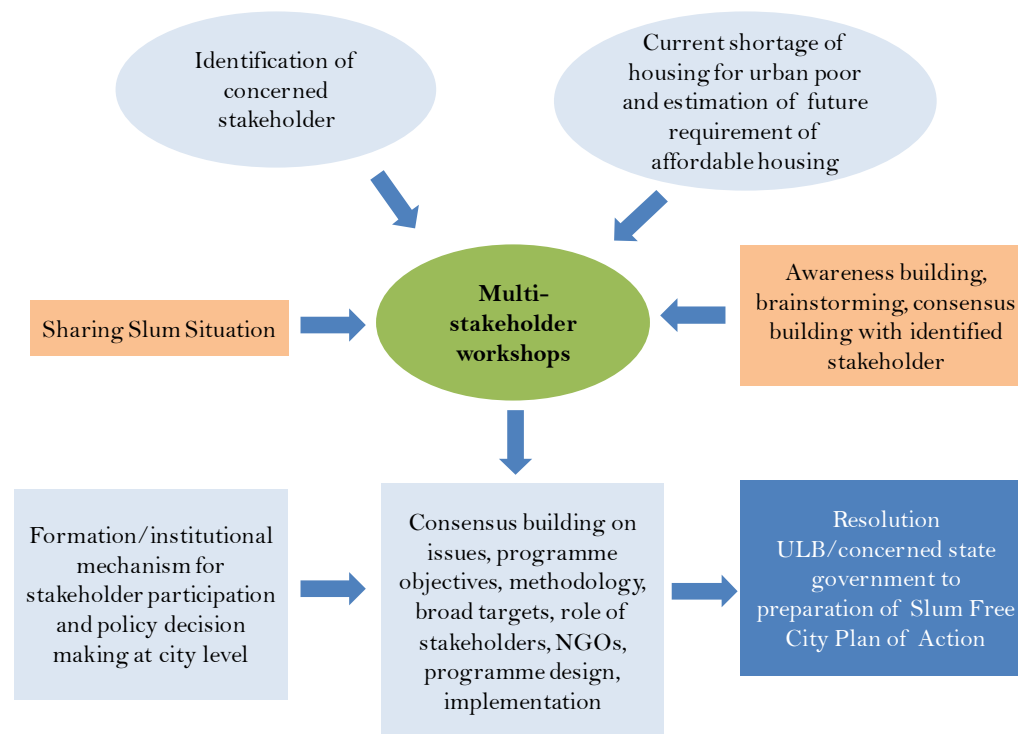 Identification of
concerned
stakeholder
Current shortage of
housing for urban poor
and estimation of future
requirement of
affordable housing
Multi-
stakeholder
workshops
Sharing Slum Situation
Awareness building,
brainstorming, consensus
building with identified
stakeholder
Formation/institutional
mechanism for
stakeholder participation
and policy decision
making at city level
Consensus building on
issues, programme
objectives, methodology,
broad targets, role of
stakeholders, NGOs,
programme design,
implementation
Resolution
ULB/concerned state
government to
preparation of Slum Free
City Plan of Action